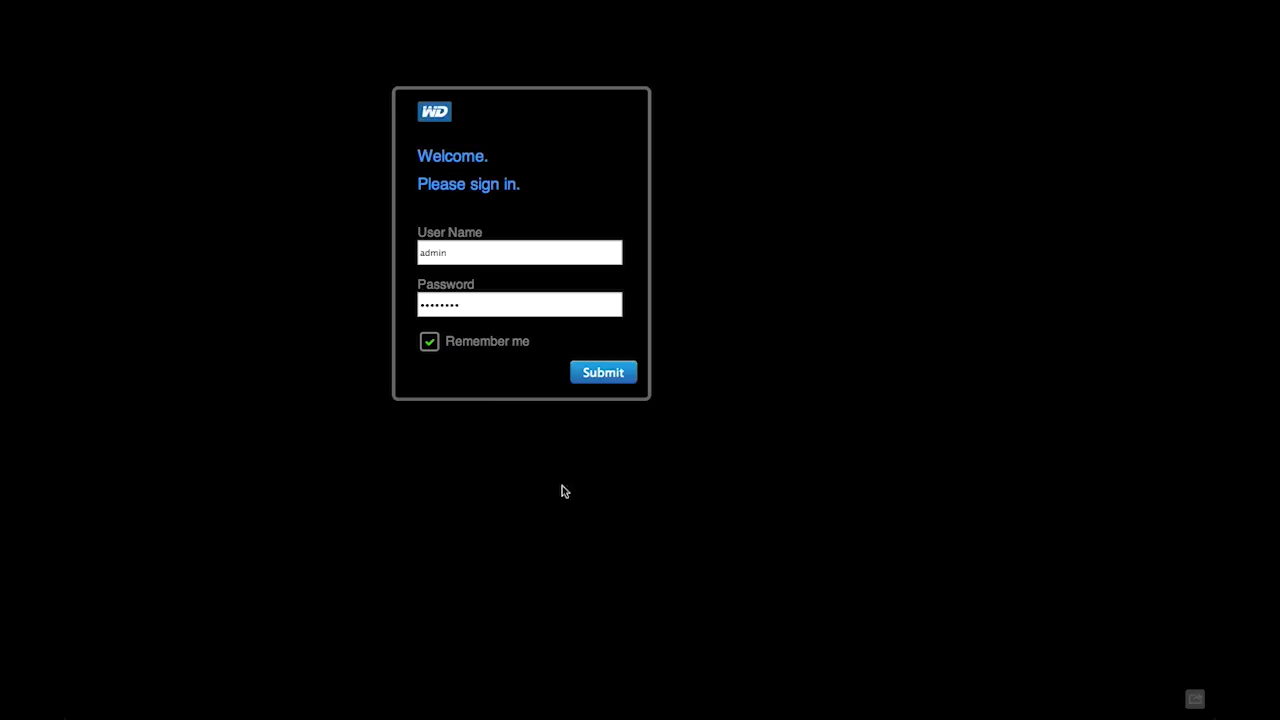 WD
Welcome.
Please sign in.
User Name
admin
Password
••••••••
Remember me
Submit